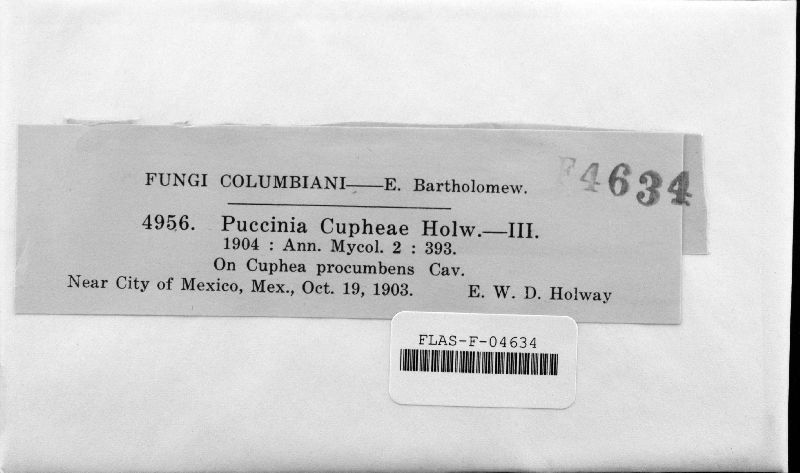 FUNGI COLUMBIANI——E. Bartholomew.
F4634
4956. Puccinia Cupheae Holw.—III.
1904 : Ann. Mycol. 2 : 393.
On Cuphea procumbens Cav.
Near City of Mexico, Mex., Oct. 19, 1903. E. W. D. Holway
FLAS-F-04634